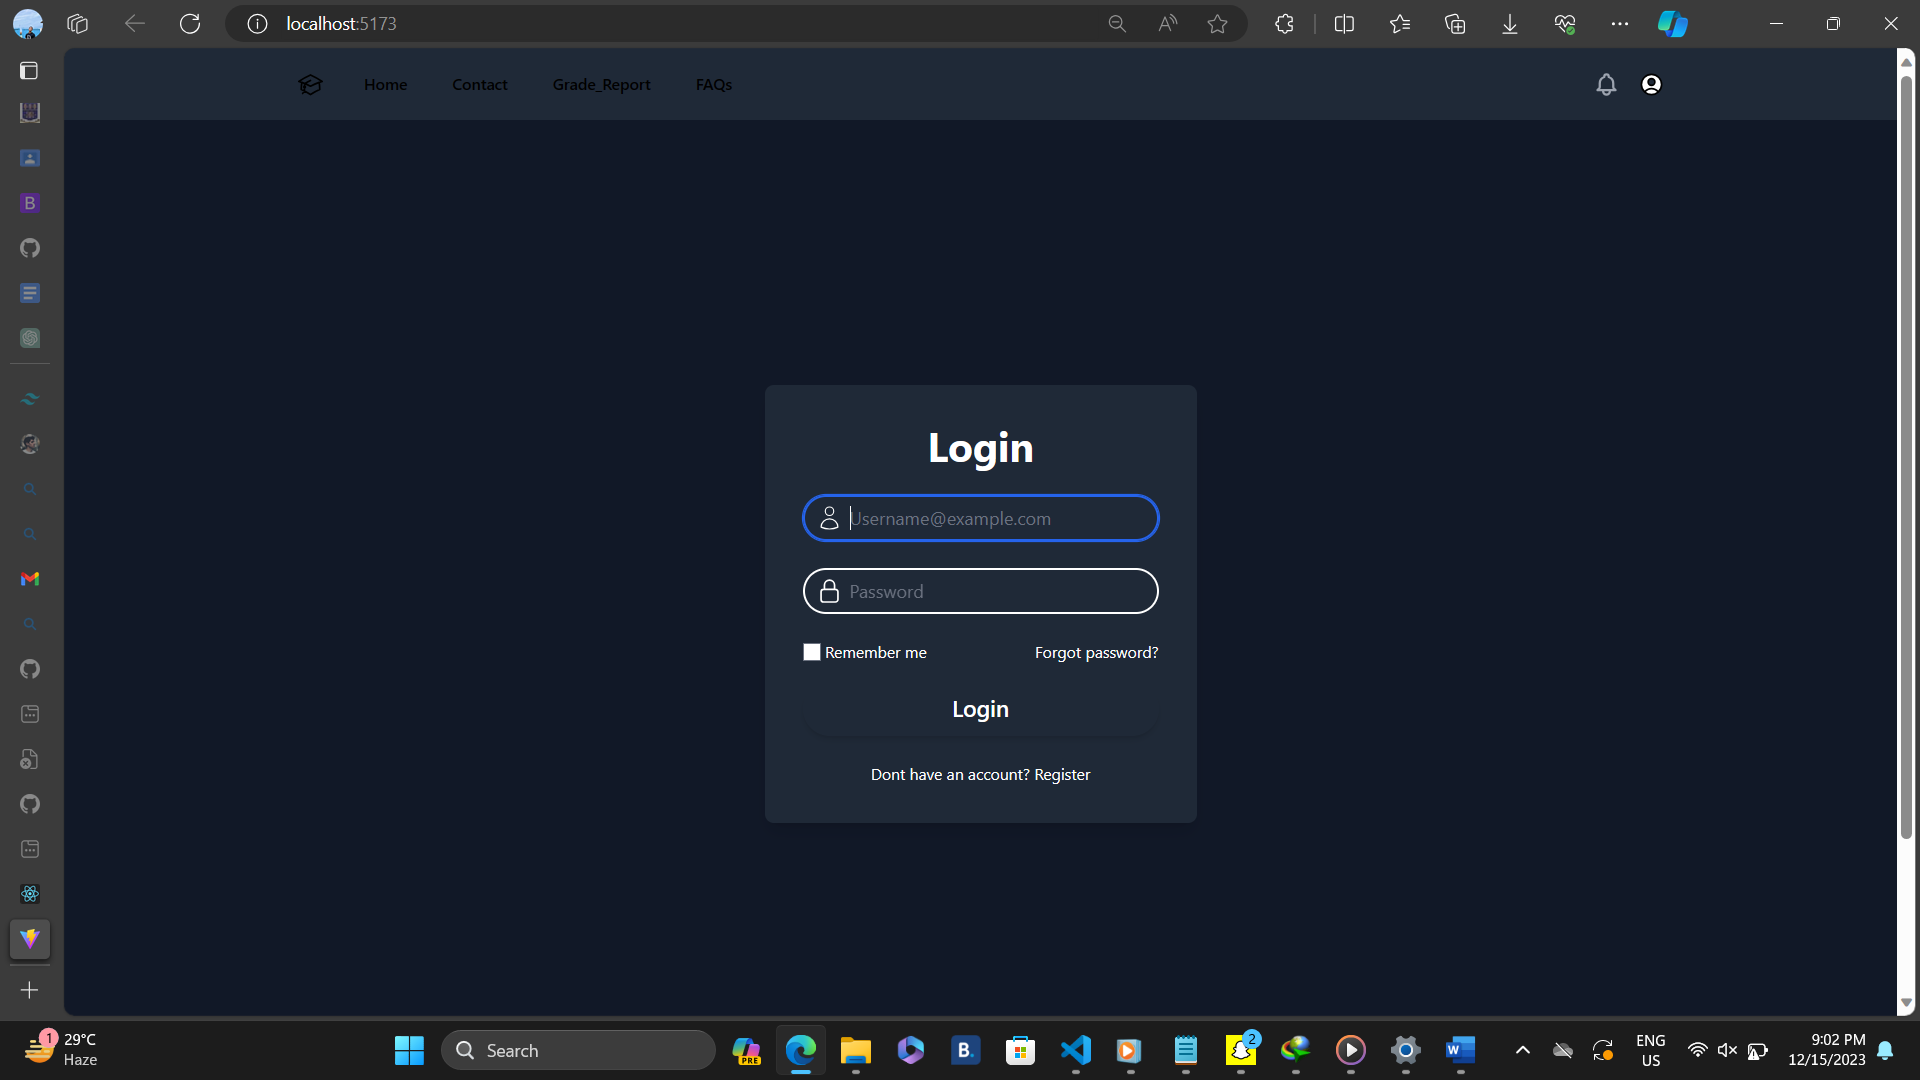 localhost:5173
Home Contact Grade_Report FAQs
Login
Username@example.com
Password
Remember me Forgot password?
Login
Dont have an account? Register
B
1
29°C
Haze
Search
PRE
B.
2
W
ENG
US
9:02 PM
12/15/2023